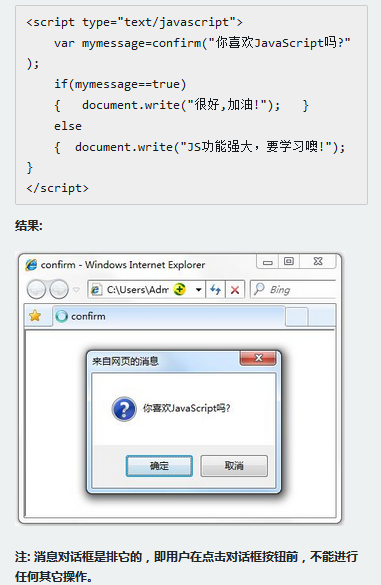 <script type="text/javascript">
var mymessage=confirm("你喜欢JavaScript吗?"
);
if(mymessage==true)
{ document.write("很好,加油!"); }
else
{ document.write("JS功能强大，要学习噢!");
}
</script>
结果:
confirm - Windows Internet Explorer
C:\Users\Adm
Bing
confirm
来自网页的消息
你喜欢JavaScript吗?
确定
取消
注: 消息对话框是排它的，即用户在点击对话框按钮前，不能进行
任何其它操作。